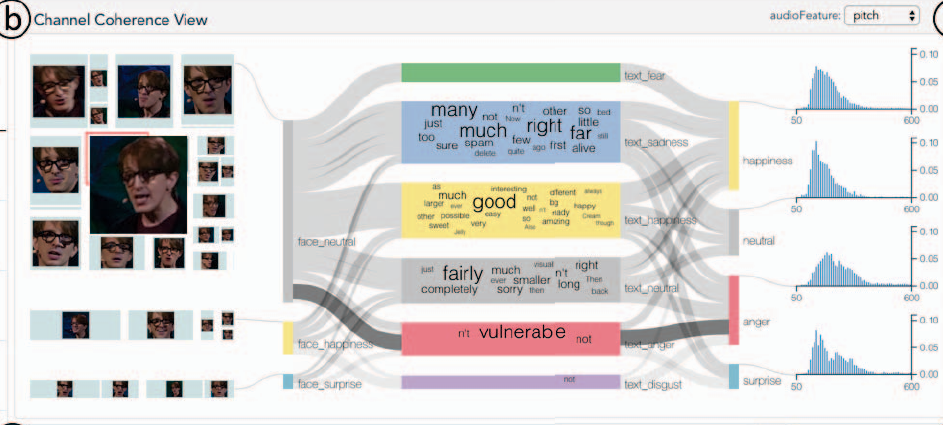 b Channel Coherence View
audioFeature: pitch
text_fear
many n't other so bed
just not Now little
too much right far still
sure spam few
delete quite ago frst alive
text_sadness
as interesting dfferent always
much not
larger ever good bg happy
other possible easy well n't eady Cream
sweet very so amzing though
Jelly Also
text_happiness
just fairly much visual right
ever smaller n't Then
completely sorry then long back
text_neutral
n't vulnerabe not
text_anger
not
text_disgust
face_neutral
face_happiness
face_surprise
happiness
neutral
anger
surprise
0.10
0.05
0.00
50 600
0.10
0.05
0.00
50 600
0.10
0.05
0.00
50 600
0.10
0.05
0.00
50 600